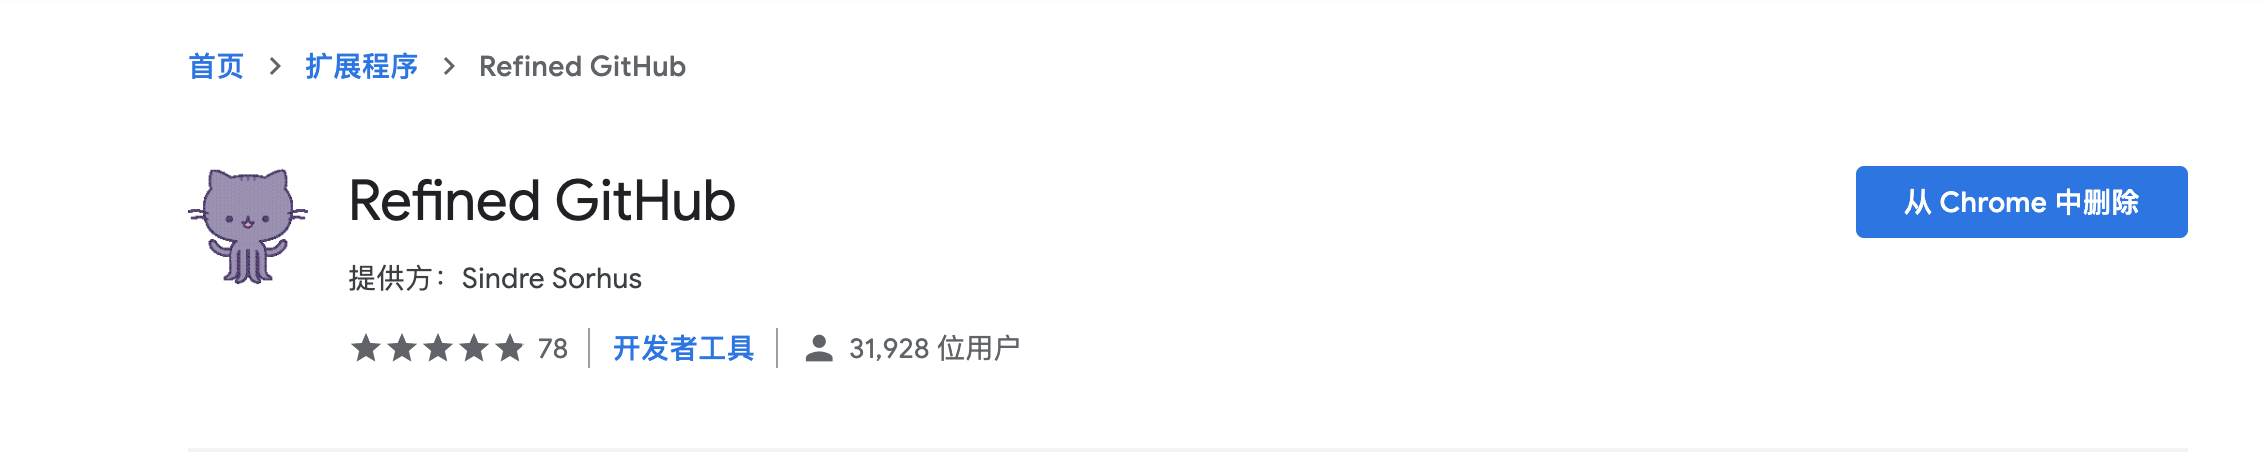 首页 > 扩展程序 > Refined GitHub
Refined GitHub
从 Chrome 中删除
提供方：Sindre Sorhus
78 开发者工具 31,928 位用户